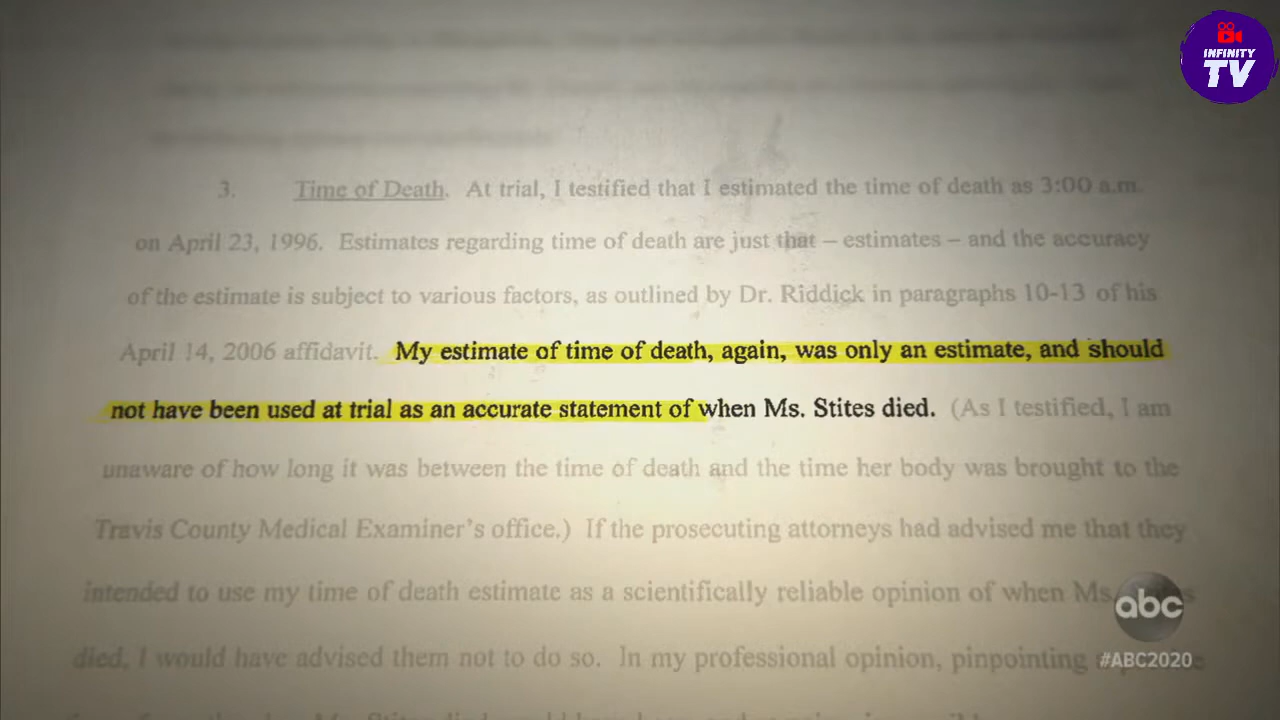 INFINITY
TV
3. Time of Death. At trial, I testified that I estimated the time of death as 3:00 a.m.
on April 23, 1996. Estimates regarding time of death are just that – estimates – and the accuracy
of the estimate is subject to various factors, as outlined by Dr. Riddick in paragraphs 10-13 of his
April 14, 2006 affidavit. My estimate of time of death, again, was only an estimate, and should
not have been used at trial as an accurate statement of when Ms. Stites died. (As I testified, I am
unaware of how long it was between the time of death and the time her body was brought to the
Travis County Medical Examiner's office.) If the prosecuting attorneys had advised me that they
intended to use my time of death estimate as a scientifically reliable opinion of when Ms.
died, I would have advised them not to do so. In my professional opinion, pinpointing
abc
#ABC2020